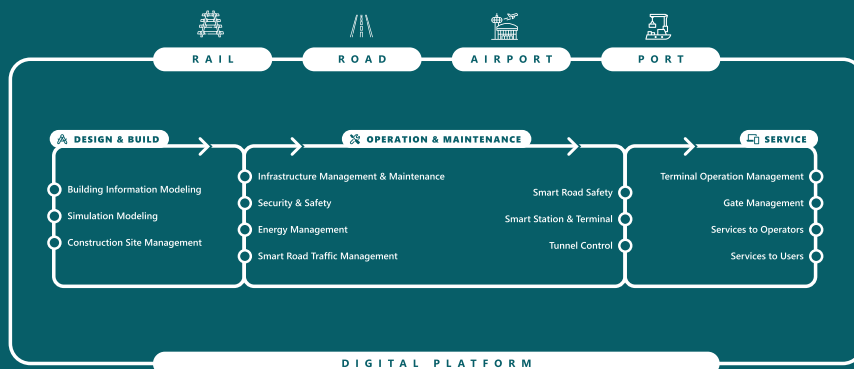 RAIL
ROAD
AIRPORT
PORT
DESIGN & BUILD
Building Information Modeling
Simulation Modeling
Construction Site Management
OPERATION & MAINTENANCE
Infrastructure Management & Maintenance
Security & Safety
Energy Management
Smart Road Traffic Management
Smart Road Safety
Smart Station & Terminal
Tunnel Control
SERVICE
Terminal Operation Management
Gate Management
Services to Operators
Services to Users
DIGITAL PLATFORM